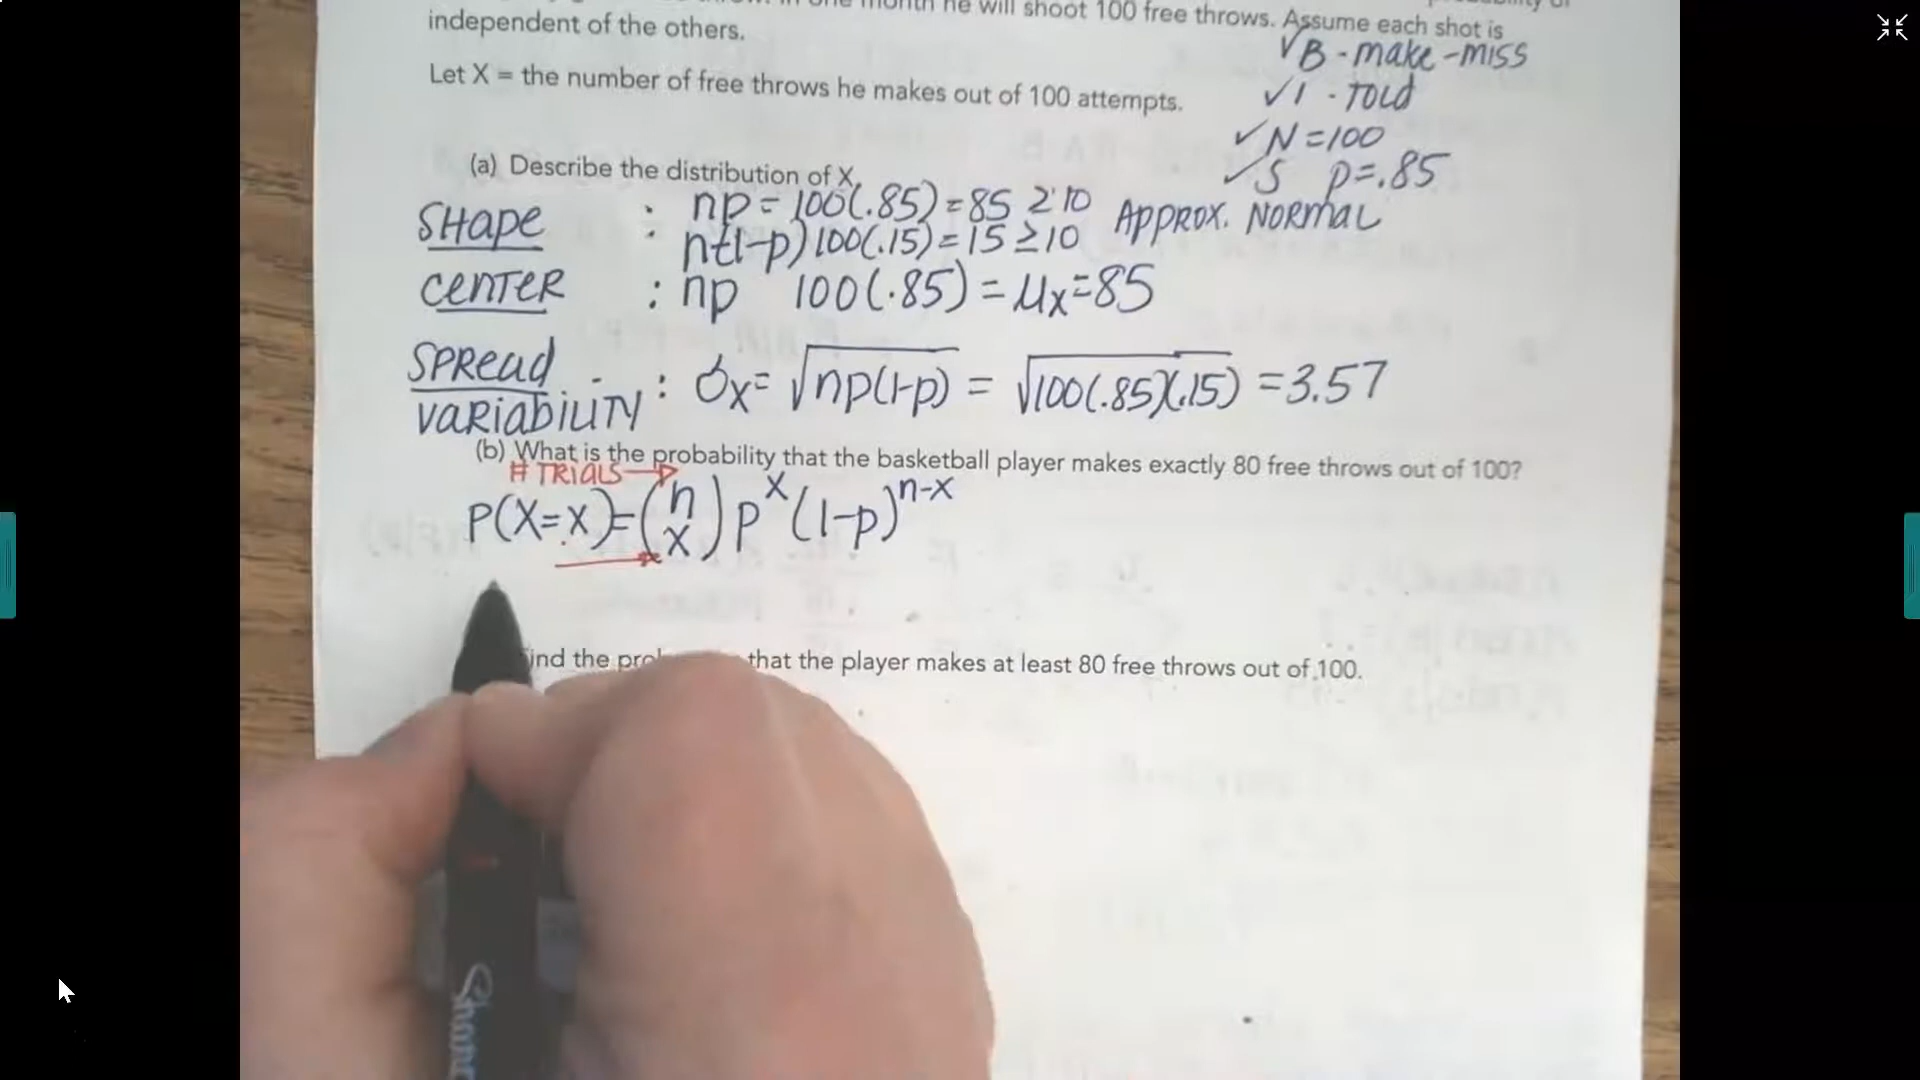 he will shoot 100 free throws. Assume each shot is
independent of the others.
✓B - make - miss
Let X = the number of free throws he makes out of 100 attempts.
✓ I - TOLD
✓ N = 100
✓ S p = .85
(a) Describe the distribution of X.
SHAPE : np = 100(.85) = 85 ≥ 10 APPROX. NORMAL
n(1-p) 100(.15) = 15 ≥ 10
CENTER : np 100(.85) = μx = 85
SPREAD
VARIABILITY : σx = √np(1-p) = √100(.85)(.15) = 3.57
(b) What is the probability that the basketball player makes exactly 80 free throws out of 100?
# TRIALS →
P(X = x) = (n x) p^x (1-p)^n-x
ind the that the player makes at least 80 free throws out of 100.